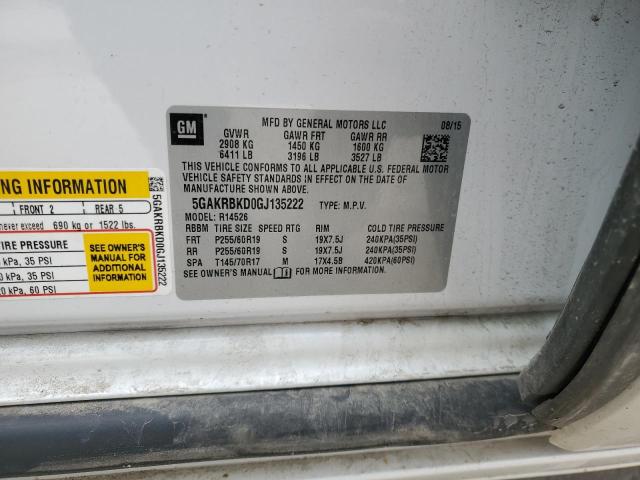 GM
MFD BY GENERAL MOTORS LLC 08/15
GVWR GAWR FRT GAWR RR
2908 KG 1450 KG 1600 KG
6411 LB 3196 LB 3527 LB
THIS VEHICLE CONFORMS TO ALL APPLICABLE U.S. FEDERAL MOTOR
VEHICLE SAFETY STANDARDS IN EFFECT ON THE DATE OF
MANUFACTURE SHOWN ABOVE.
5GAKRBKD0GJ135222 TYPE: M.P.V.
MODEL: R14526
RBBM TIRE SIZE SPEED RTG RIM COLD TIRE PRESSURE
FRT P255/60R19 S 19X7.5J 240KPA(35PSI)
RR P255/60R19 S 19X7.5J 240KPA(35PSI)
SPA T145/70R17 M 17X4.5B 420KPA(60PSI)
SEE OWNER'S MANUAL FOR MORE INFORMATION.
NG INFORMATION
FRONT 2 REAR 5
never exceed 690 kg or 1522 lbs.
TIRE PRESSURE
kPa, 35 PSI
0 kPa, 35 PSI
20 kPa, 60 PSI
SEE OWNER'S
MANUAL FOR
ADDITIONAL
INFORMATION
5GAKRBKD0GJ135222